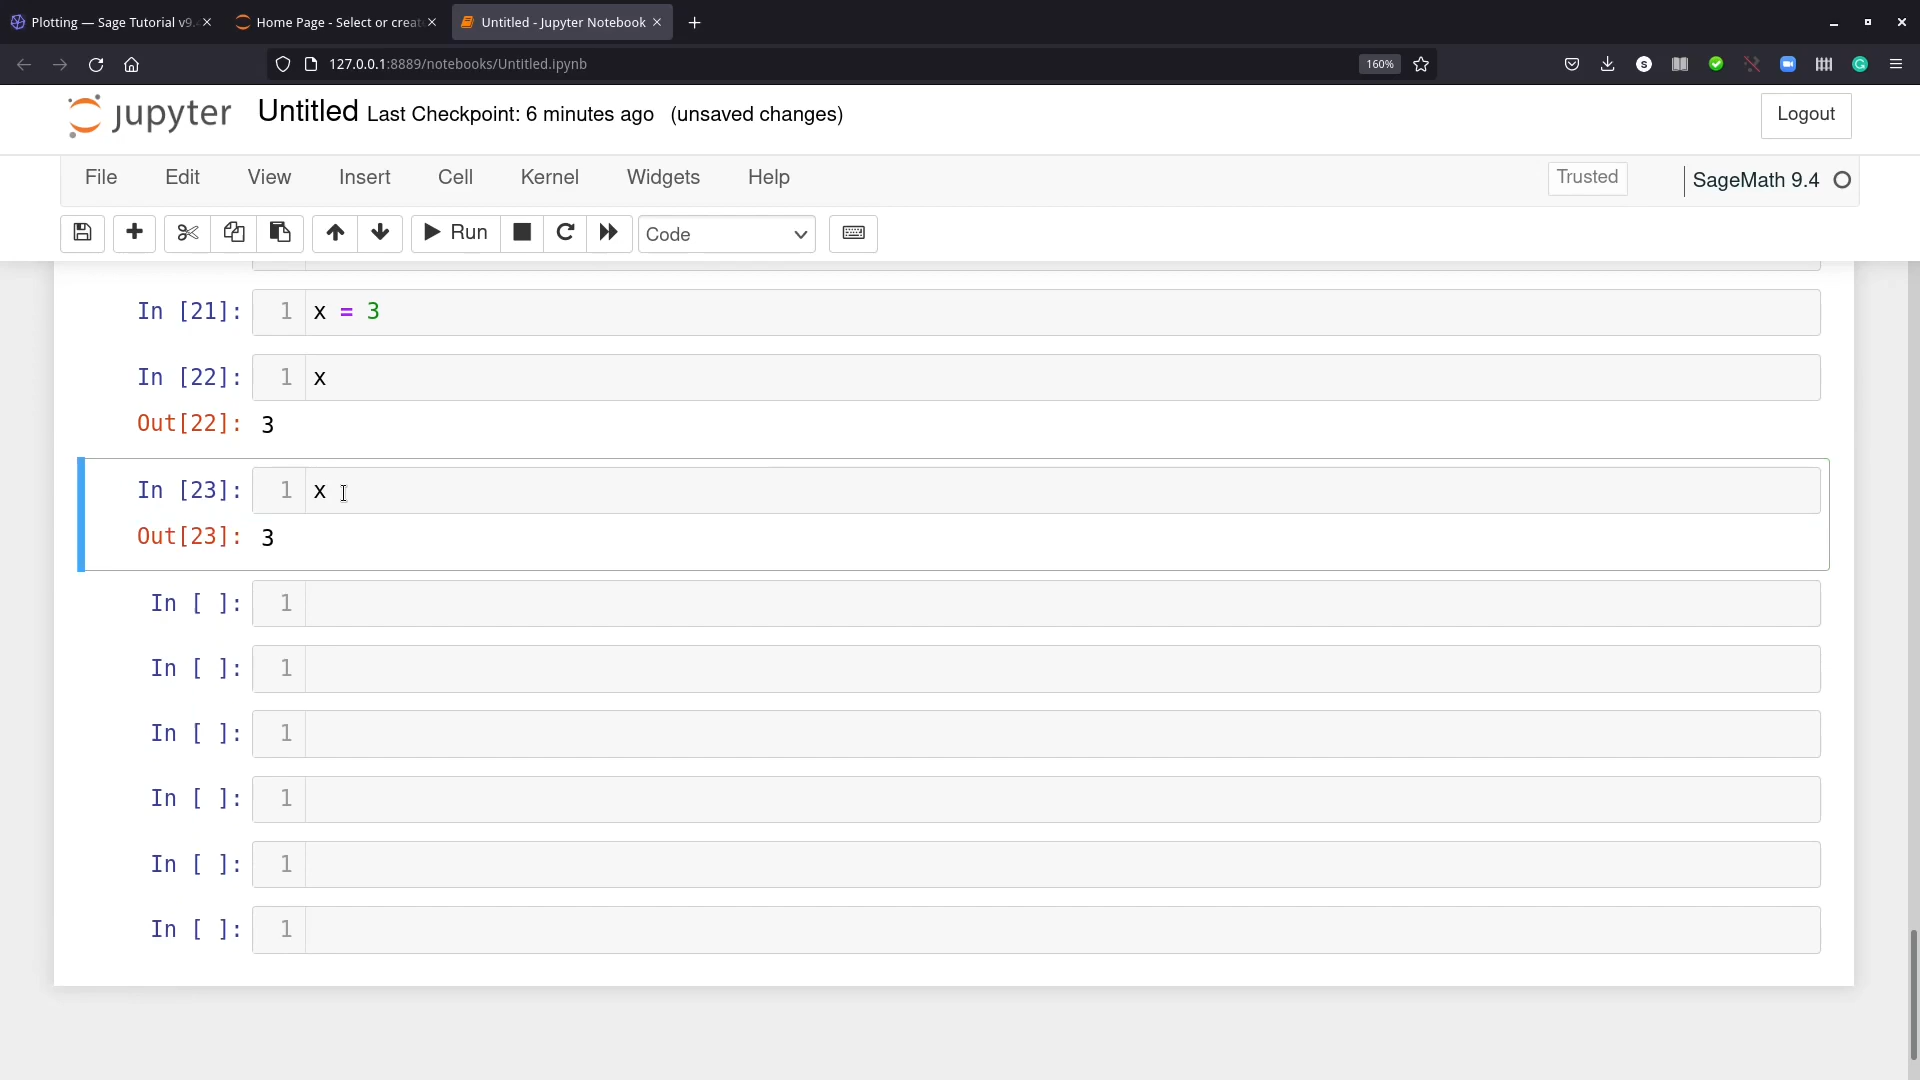 Plotting — Sage Tutorial v9.
Home Page - Select or creat
Untitled - Jupyter Notebook
127.0.0.1:8889/notebooks/Untitled.ipynb
160%
jupyter Untitled Last Checkpoint: 6 minutes ago (unsaved changes)
Logout
File Edit View Insert Cell Kernel Widgets Help
Trusted
SageMath 9.4
Run
Code
In [21]: 1 x = 3
In [22]: 1 x
Out[22]: 3
In [23]: 1 x
Out[23]: 3
In [ ]: 1
In [ ]: 1
In [ ]: 1
In [ ]: 1
In [ ]: 1
In [ ]: 1